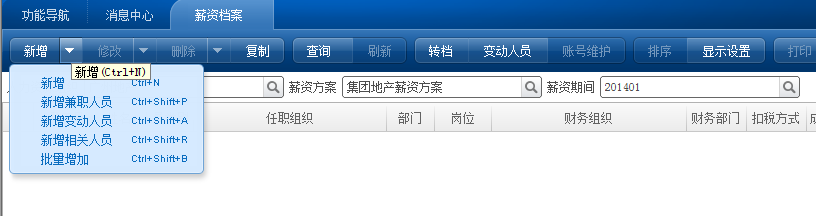 功能导航 消息中心 薪资档案
新增 修改 删除 复制 查询 刷新 转档 变动人员 账号维护 排序 显示设置 打印
新增(Ctrl+N)
新增 Ctrl+N
新增兼职人员 Ctrl+Shift+P
新增变动人员 Ctrl+Shift+A
新增相关人员 Ctrl+Shift+R
批量增加 Ctrl+Shift+B
薪资方案 集团地产薪资方案 薪资期间 201401
任职组织 部门 岗位 财务组织 财务部门 扣税方式